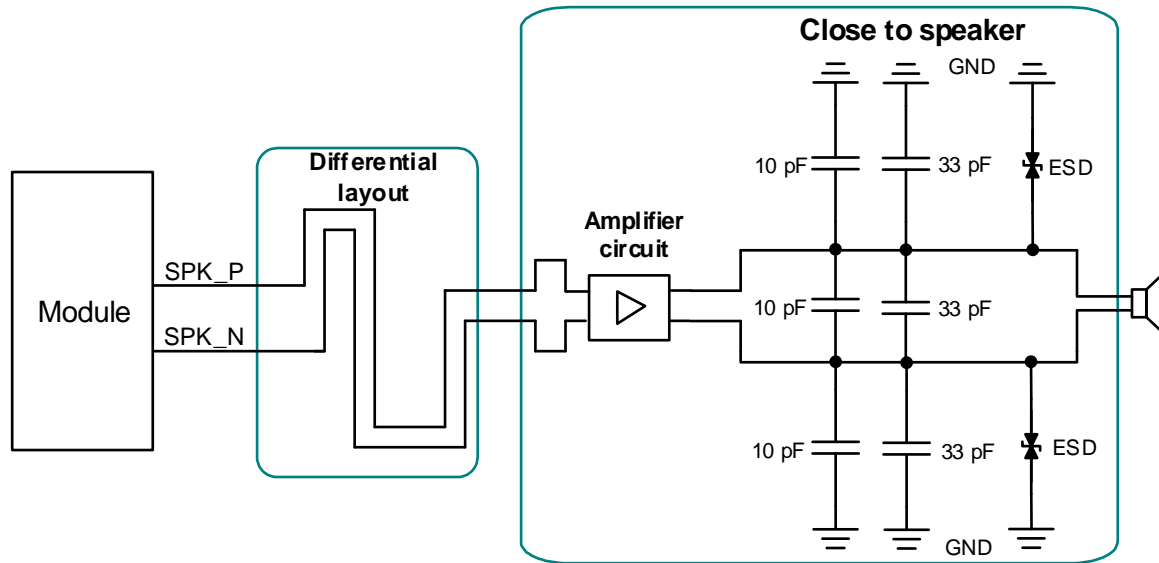 Close to speaker
GND
Differential
layout
10 pF
33 pF
ESD
Amplifier
circuit
SPK_P
Module
10 pF
33 pF
SPK_N
10 pF
33 pF
ESD
GND